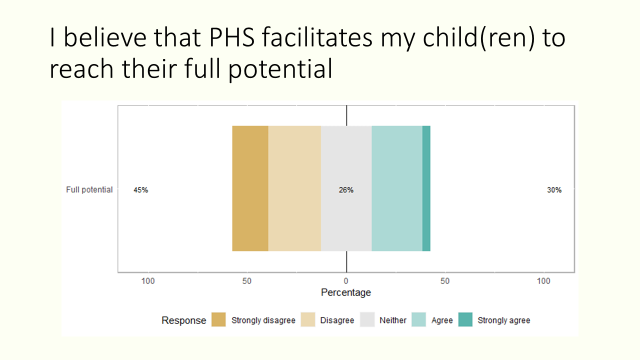 I believe that PHS facilitates my child(ren) to
reach their full potential
Full potential
45%
26%
30%
100
50
0
50
100
Percentage
Response
Strongly disagree
Disagree
Neither
Agree
Strongly agree